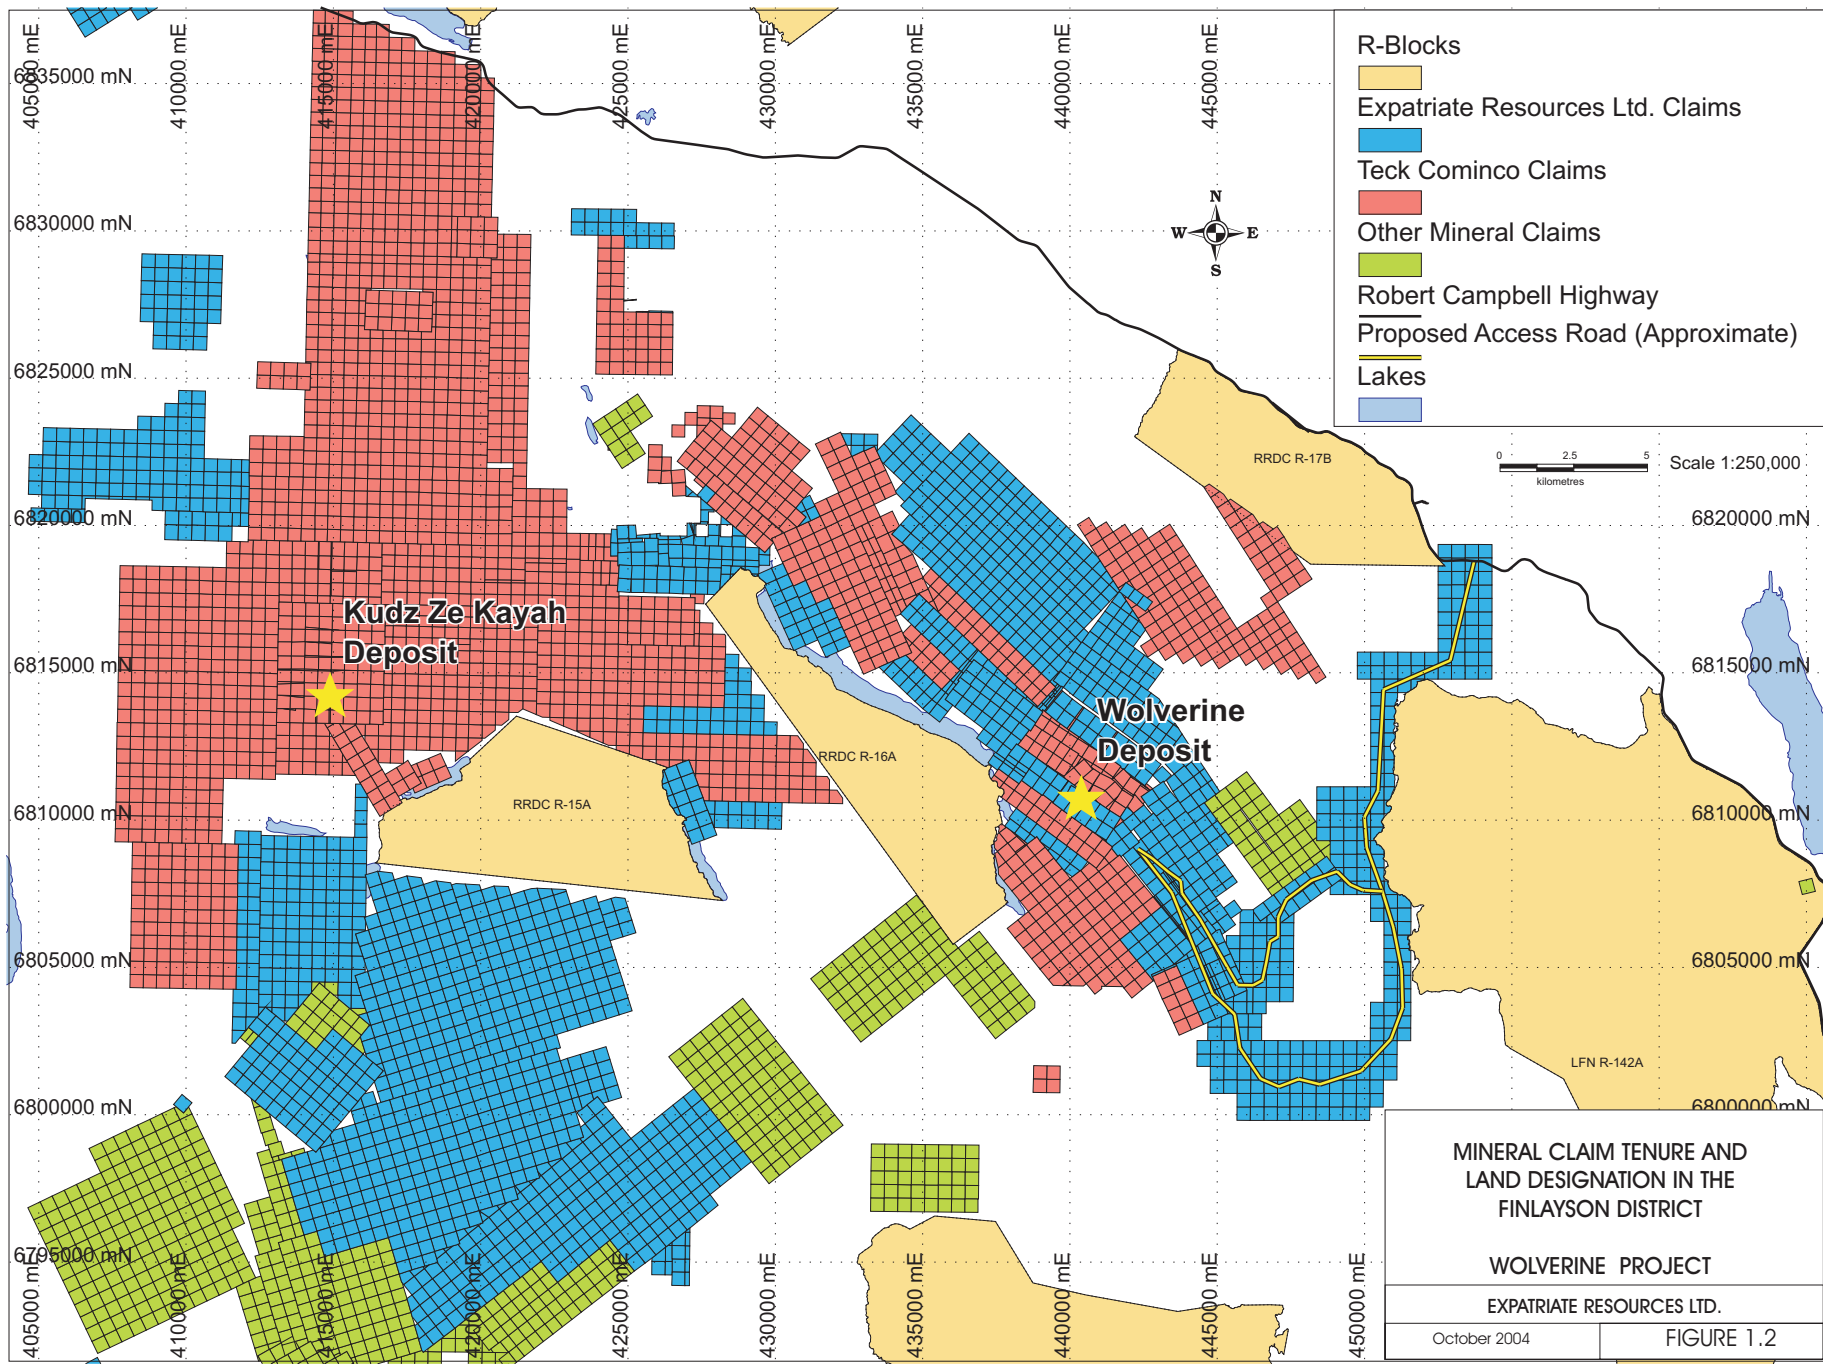 405000 mE
410000 mE
415000 mE
420000 mE
425000 mE
430000 mE
435000 mE
440000 mE
445000 mE
6835000 mN
6830000 mN
6825000 mN
6820000 mN
6815000 mN
6810000 mN
6805000 mN
6800000 mN
6795000 mN
R-Blocks
Expatriate Resources Ltd. Claims
Teck Cominco Claims
Other Mineral Claims
Robert Campbell Highway
Proposed Access Road (Approximate)
Lakes
N
W
E
S
0 2.5 5
kilometres
Scale 1:250,000
RRDC R-17B
6820000 mN
Kudz Ze Kayah
Deposit
6815000 mN
Wolverine
Deposit
RRDC R-16A
RRDC R-15A
6810000 mN
6805000 mN
LFN R-142A
6800000 mN
405000 mE
410000 mE
415000 mE
420000 mE
425000 mE
430000 mE
435000 mE
440000 mE
445000 mE
450000 mE
MINERAL CLAIM TENURE AND
LAND DESIGNATION IN THE
FINLAYSON DISTRICT
WOLVERINE PROJECT
EXPATRIATE RESOURCES LTD.
October 2004
FIGURE 1.2